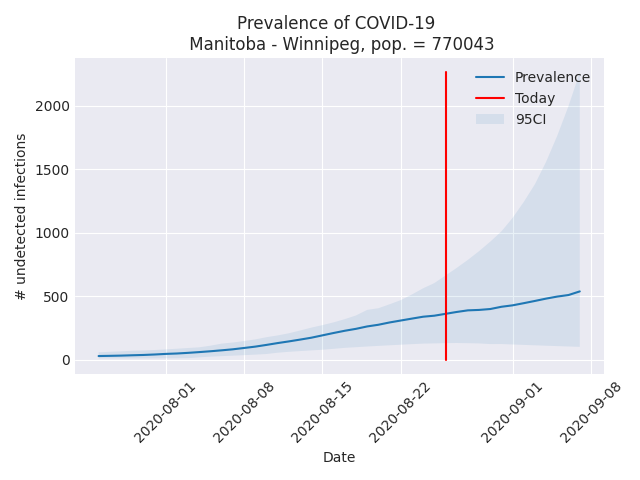 Prevalence of COVID-19
Manitoba - Winnipeg, pop. = 770043
Prevalence
Today
95CI
2000
1500
1000
500
0
# undetected infections
2020-08-01
2020-08-08
2020-08-15
2020-08-22
2020-09-01
2020-09-08
Date